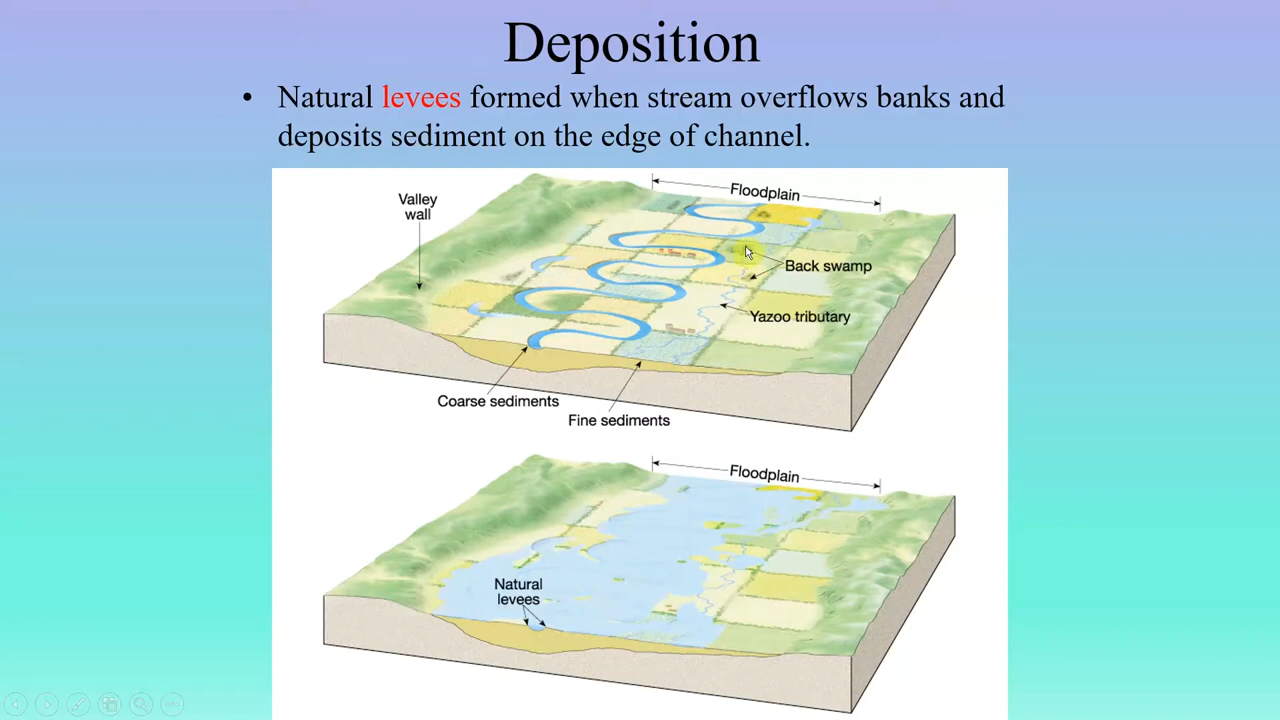 Deposition
• Natural levees formed when stream overflows banks and
deposits sediment on the edge of channel.
Floodplain
Valley
wall
Back swamp
Yazoo tributary
Coarse sediments
Fine sediments
Floodplain
Natural
levees